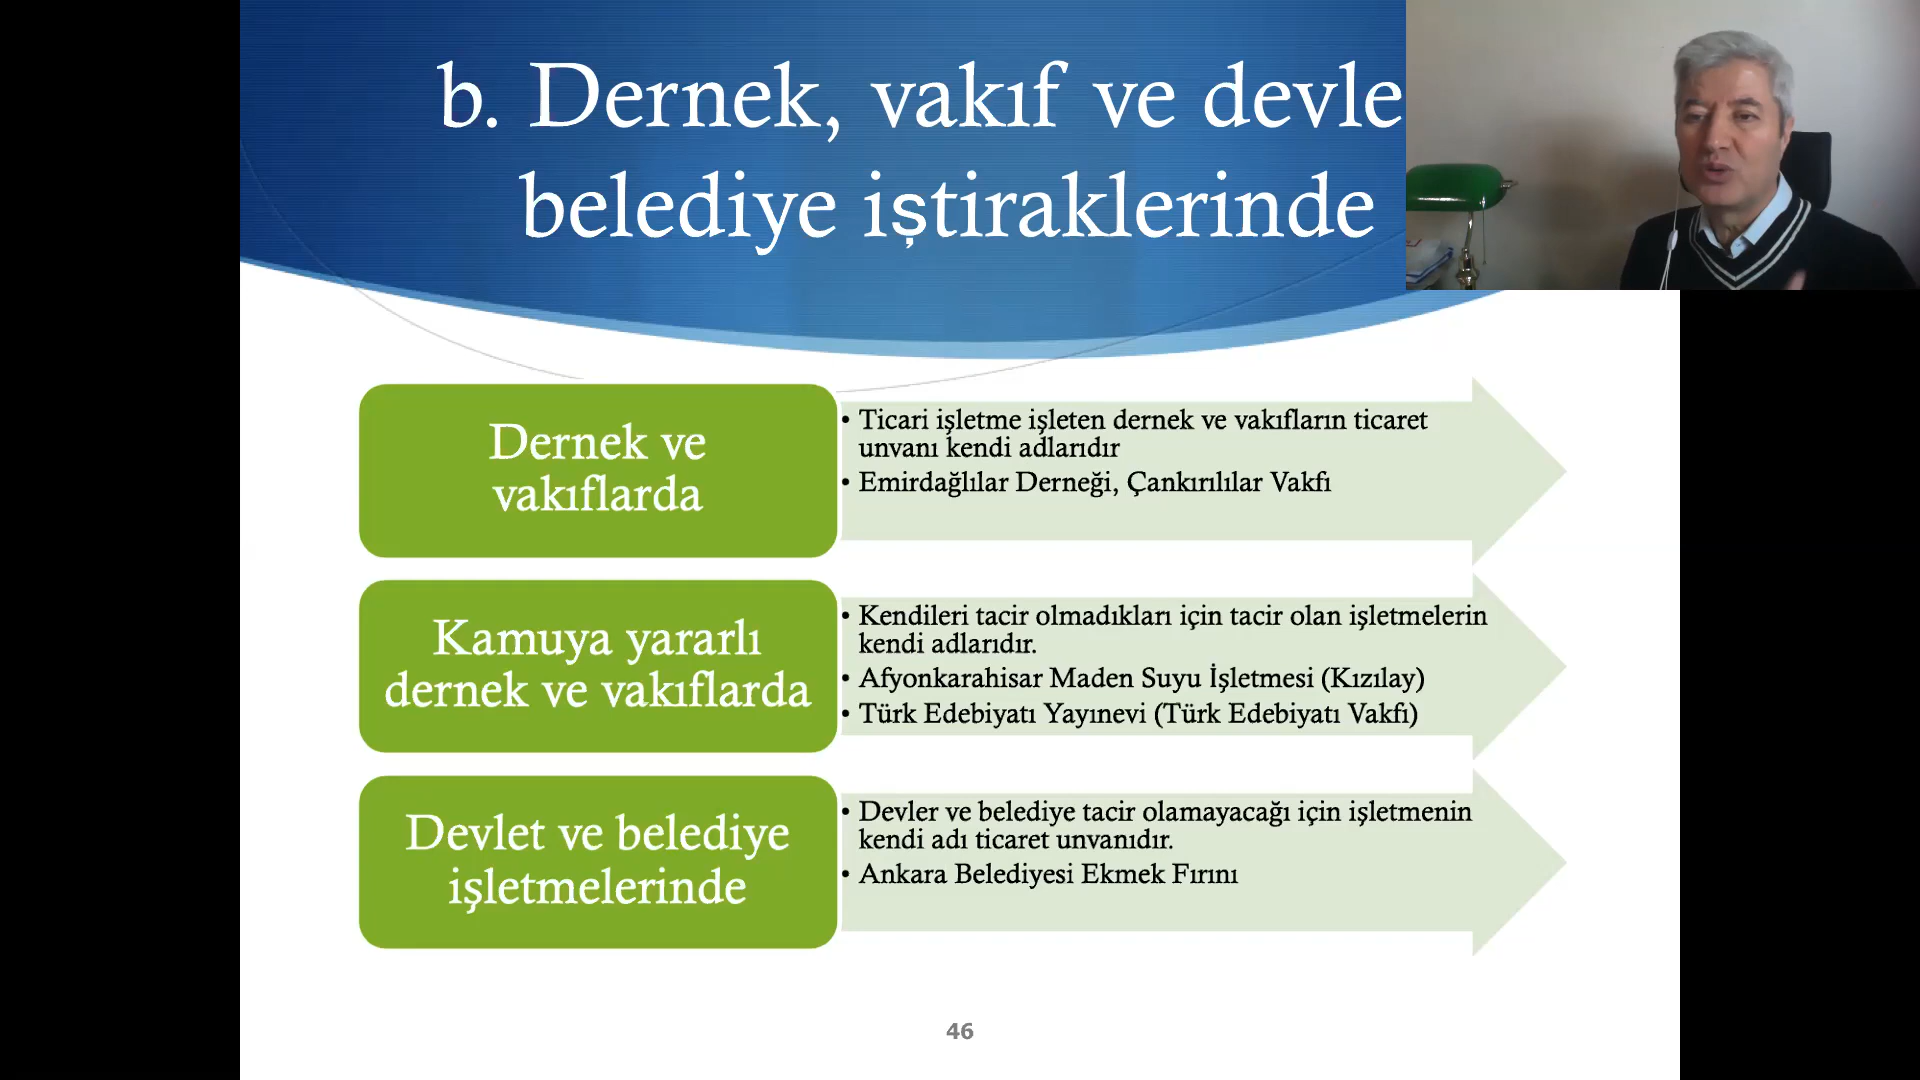 b. Dernek, vakıf ve devle
belediye iştiraklerinde
Dernek ve
vakıflarda
• Ticari işletme işleten dernek ve vakıfların ticaret
unvanı kendi adlarıdır
• Emirdağlılar Derneği, Çankırılılar Vakfı
Kamuya yararlı
dernek ve vakıflarda
• Kendileri tacir olmadıkları için tacir olan işletmelerin
kendi adlarıdır.
• Afyonkarahisar Maden Suyu İşletmesi (Kızılay)
• Türk Edebiyatı Yayınevi (Türk Edebiyatı Vakfı)
Devlet ve belediye
işletmelerinde
• Devler ve belediye tacir olamayacağı için işletmenin
kendi adı ticaret unvanıdır.
• Ankara Belediyesi Ekmek Fırını
46